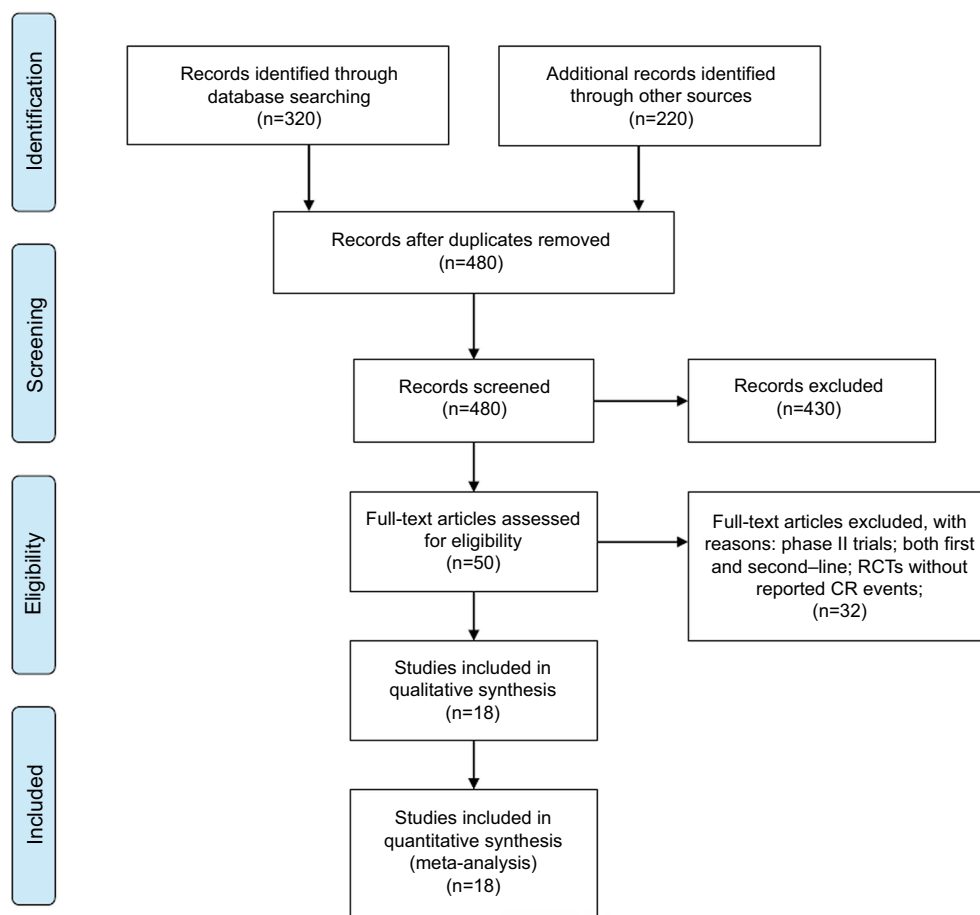 Identification
Records identified through
database searching
(n=320)
Additional records identified
through other sources
(n=220)
Records after duplicates removed
(n=480)
Screening
Records screened
(n=480)
Records excluded
(n=430)
Eligibility
Full-text articles assessed
for eligibility
(n=50)
Full-text articles excluded, with
reasons: phase II trials; both first
and second–line; RCTs without
reported CR events;
(n=32)
Studies included in
qualitative synthesis
(n=18)
Included
Studies included in
quantitative synthesis
(meta-analysis)
(n=18)